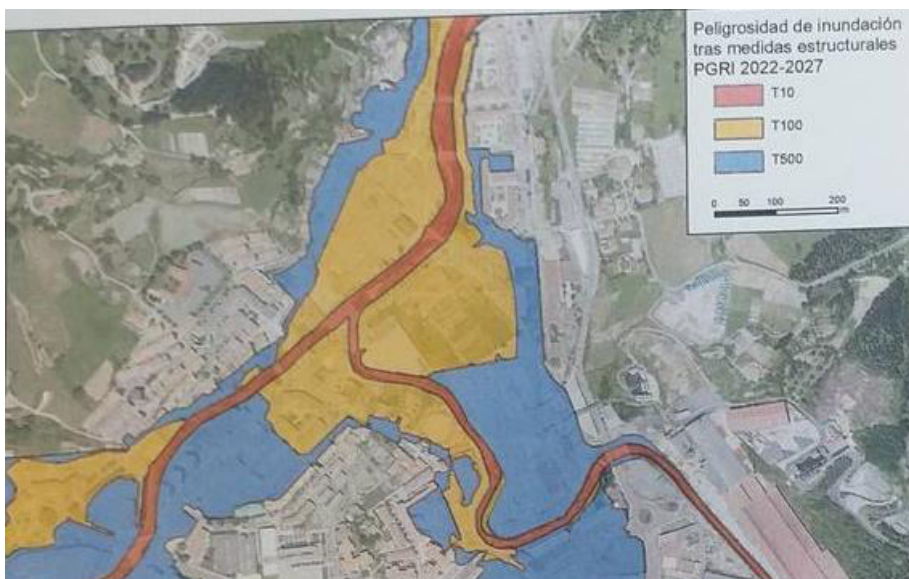 Peligrosidad de inundación
tras medidas estructurales
PGRI 2022-2027
T10
T100
T500
0 50 100 200
m